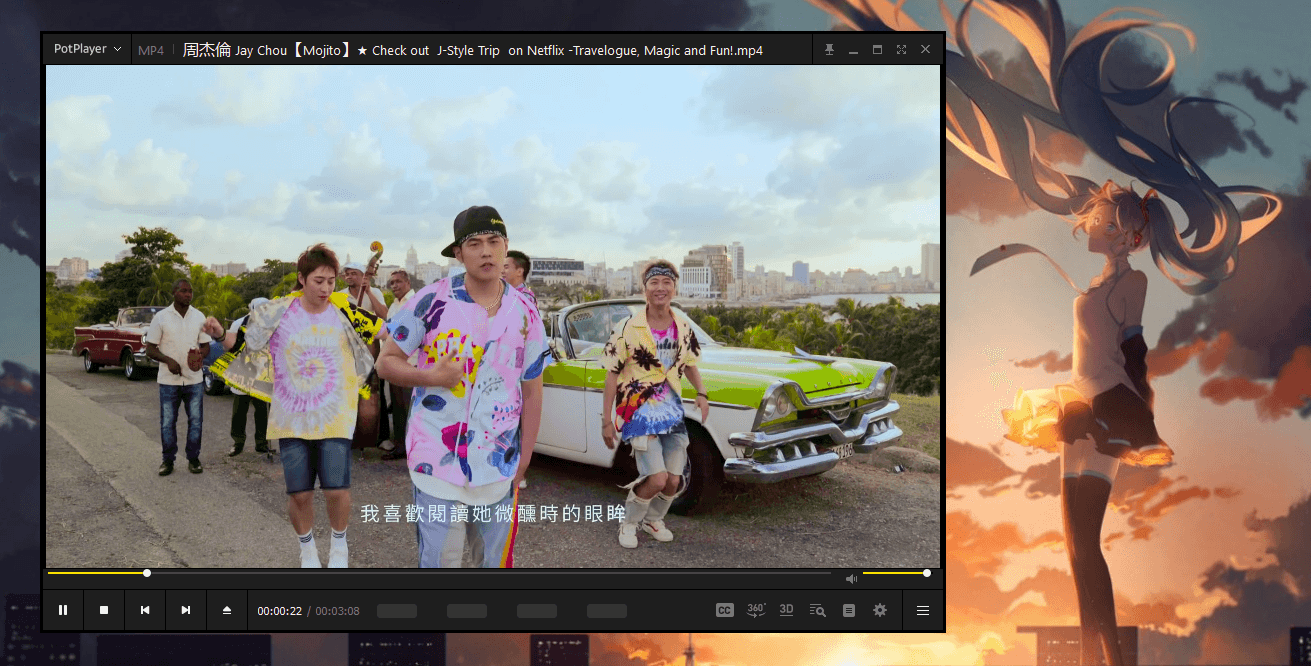 PotPlayer
MP4
周杰倫 Jay Chou【Mojito】★ Check out J-Style Trip on Netflix -Travelogue, Magic and Fun!.mp4
我喜歡閱讀她微醺時的眼眸
00:00:22 / 00:03:08
CC
360°
3D